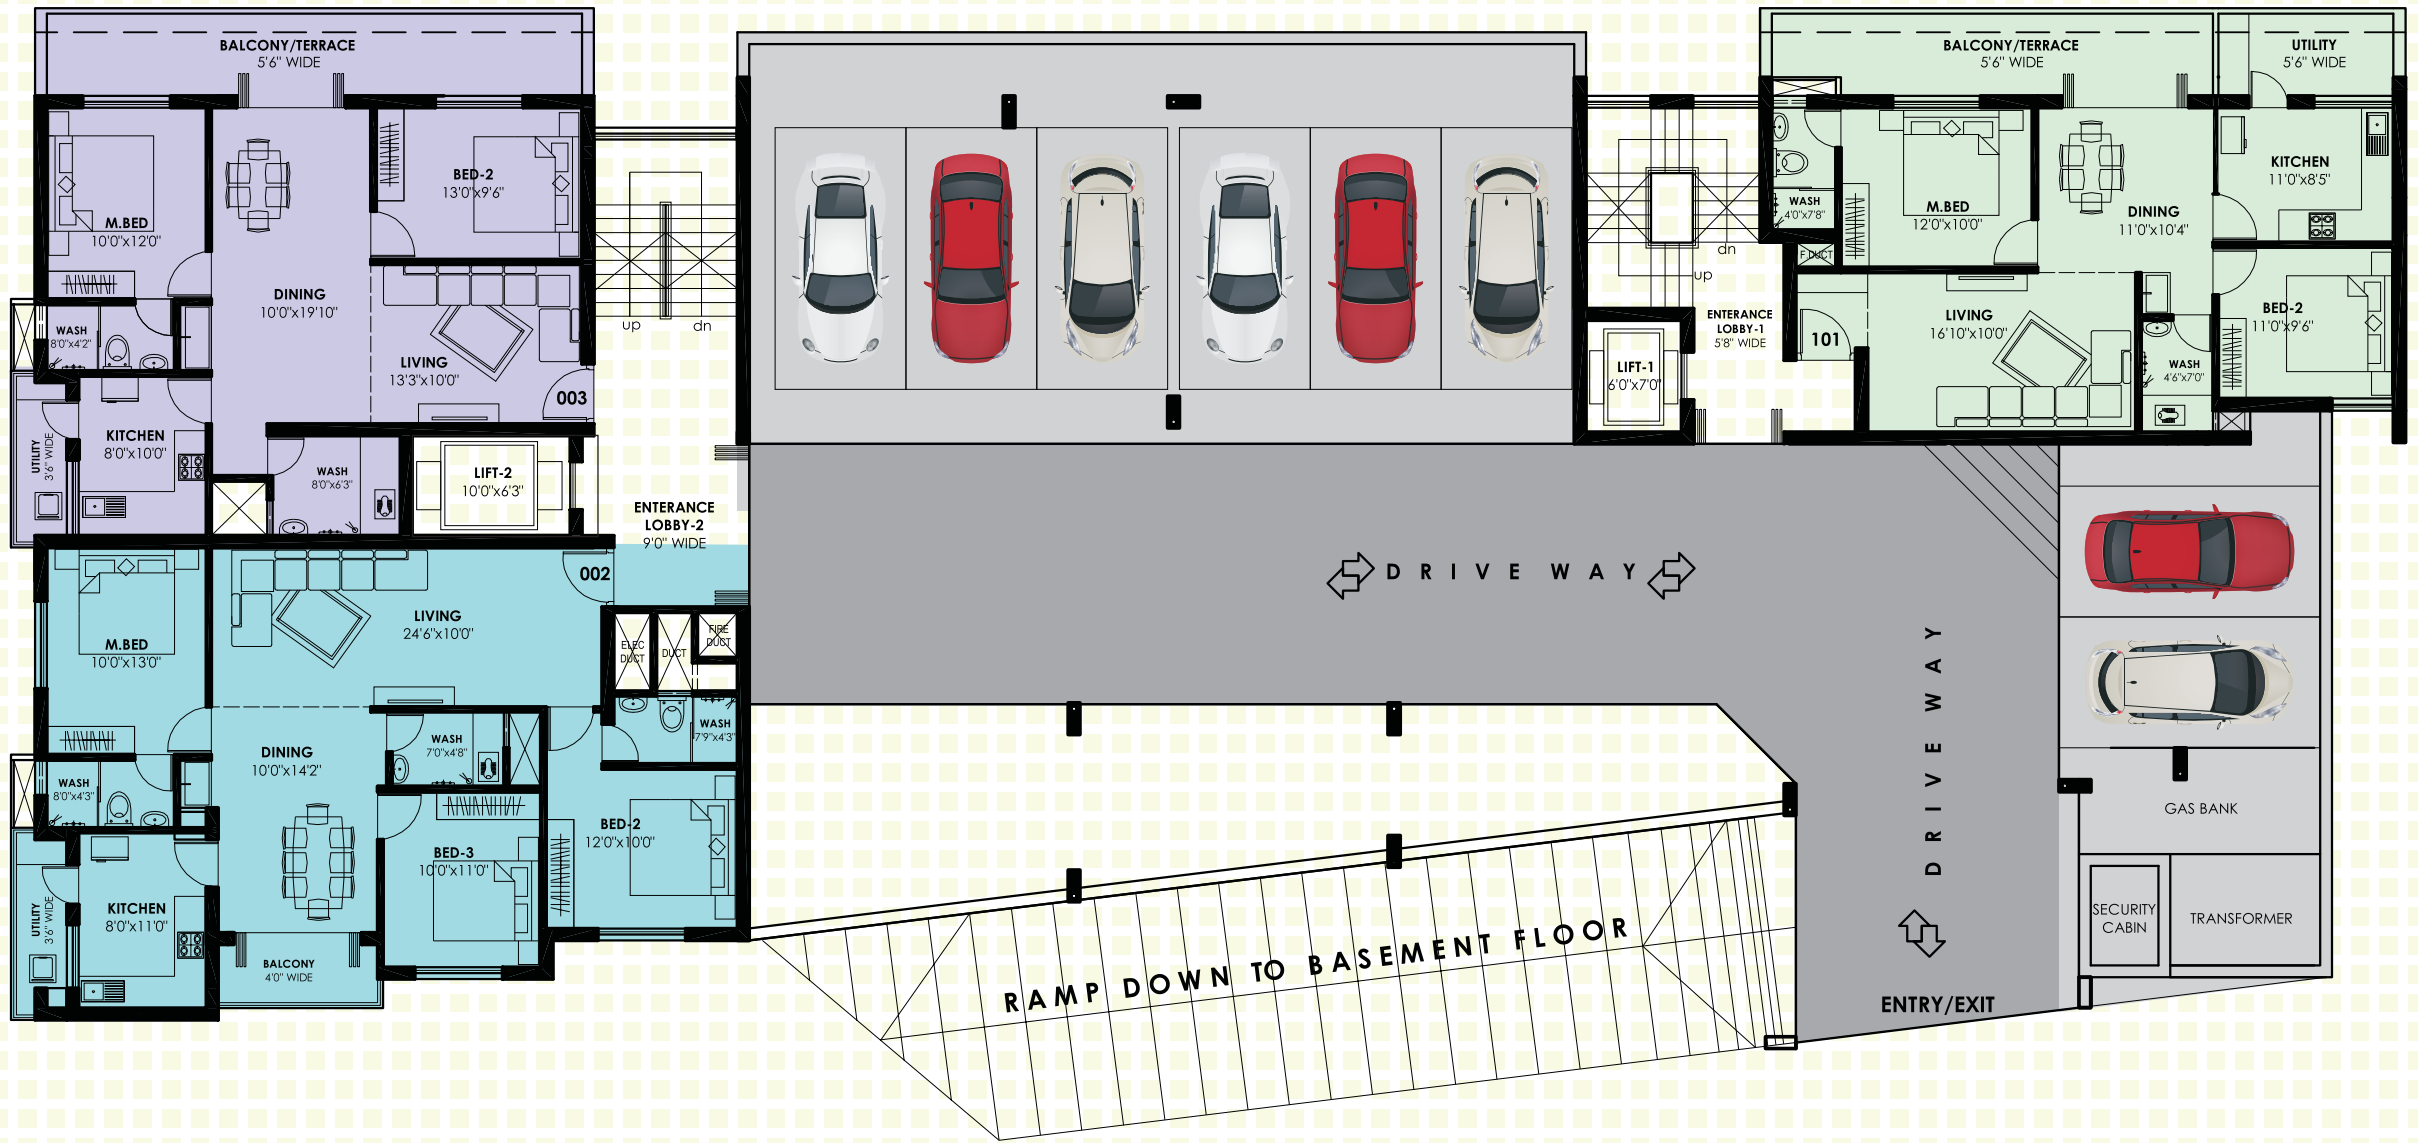 BALCONY/TERRACE
5'6" WIDE
M.BED
10'0"x12'0"
BED-2
13'0"x9'6"
DINING
10'0"x19'10"
LIVING
13'3"x10'0"
003
WASH
8'0"x4'2"
KITCHEN
8'0"x10'0"
UTILITY
3'6" WIDE
WASH
8'0"x6'3"
LIFT-2
10'0"x6'3"
up
dn
ENTERANCE
LOBBY-2
9'0" WIDE
002
M.BED
10'0"x13'0"
LIVING
24'6"x10'0"
ELEC
DUCT
DUCT
FIRE
DUCT
WASH
7'9"x4'3"
WASH
7'0"x4'8"
DINING
10'0"x14'2"
WASH
8'0"x4'3"
BED-2
12'0"x10'0"
BED-3
10'0"x11'0"
KITCHEN
8'0"x11'0"
UTILITY
3'6" WIDE
BALCONY
4'0" WIDE
BALCONY/TERRACE
5'6" WIDE
UTILITY
5'6" WIDE
KITCHEN
11'0"x8'5"
M.BED
12'0"x10'0"
WASH
4'0"x7'8"
DINING
11'0"x10'4"
F.DUCT
dn
up
ENTERANCE
LOBBY-1
5'8" WIDE
101
LIVING
16'10"x10'0"
BED-2
11'0"x9'6"
WASH
4'6"x7'0"
LIFT-1
6'0"x7'0"
DRIVE WAY
DRIVE WAY
GAS BANK
SECURITY
CABIN
TRANSFORMER
ENTRY/EXIT
RAMP DOWN TO BASEMENT FLOOR